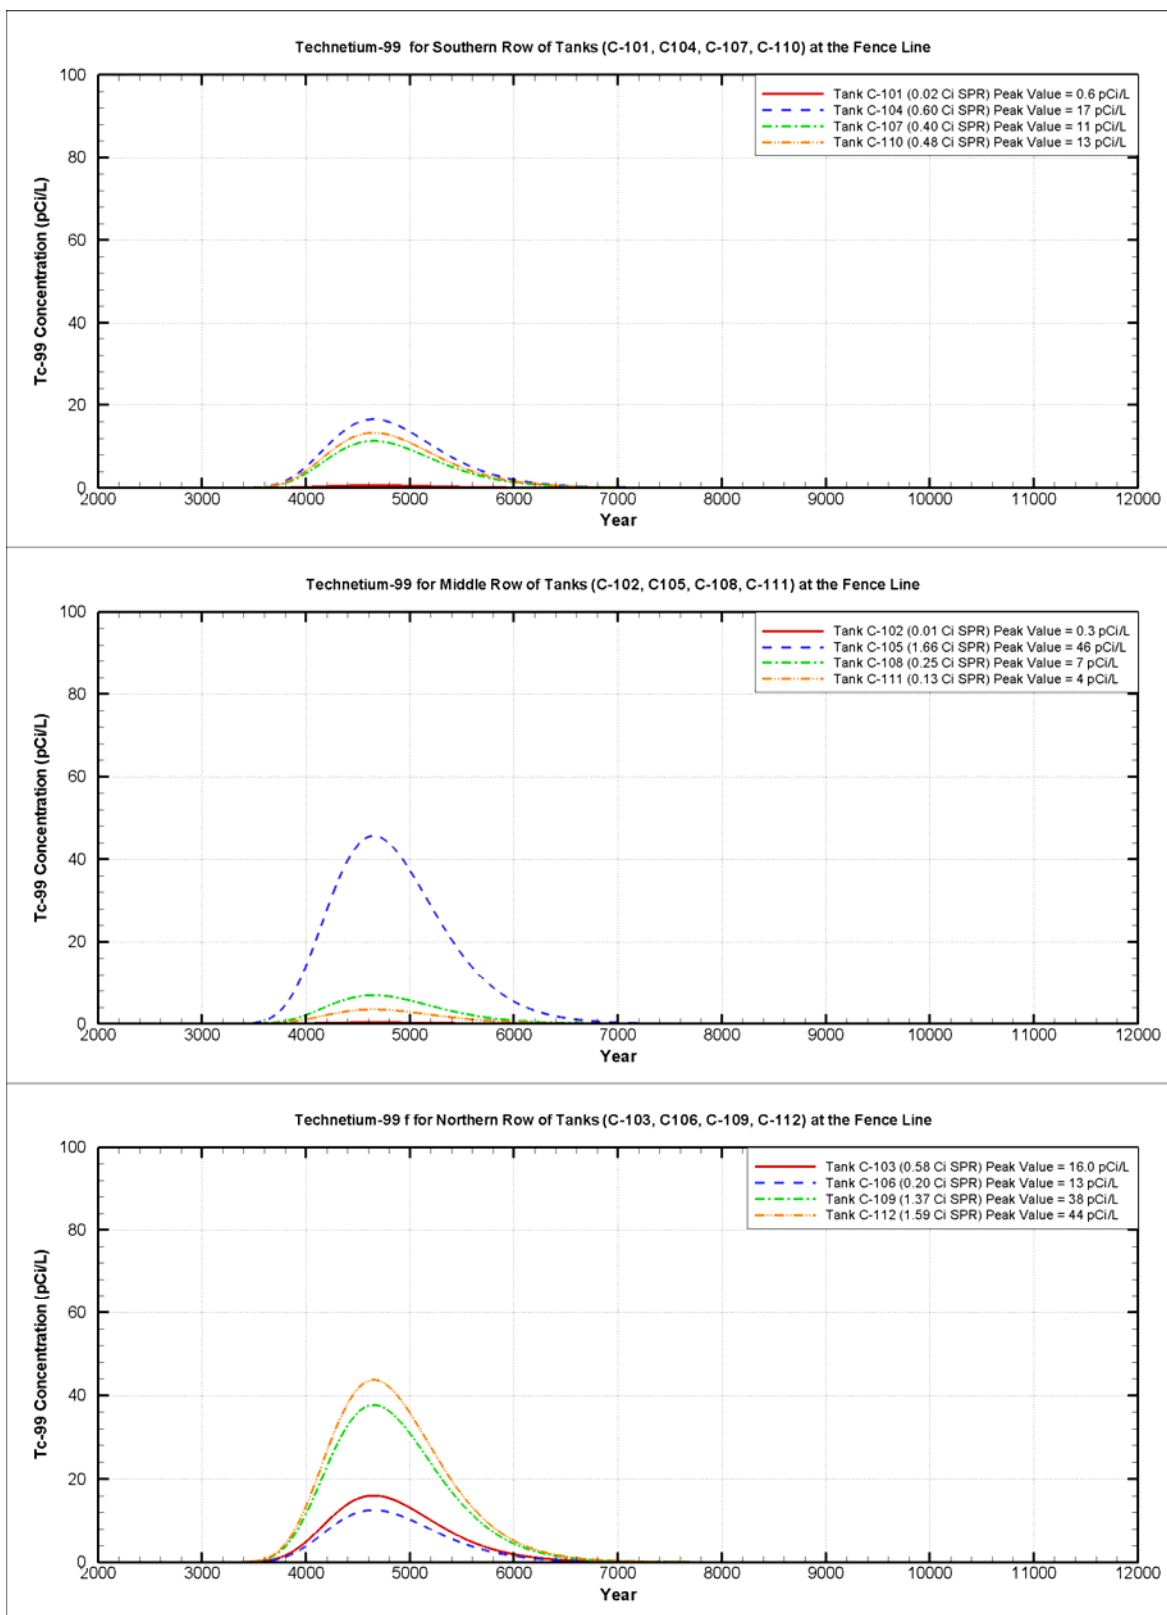 Technetium-99 for Southern Row of Tanks (C-101, C104, C-107, C-110) at the Fence Line
Tank C-101 (0.02 Ci SPR) Peak Value = 0.6 pCi/L
Tank C-104 (0.60 Ci SPR) Peak Value = 17 pCi/L
Tank C-107 (0.40 Ci SPR) Peak Value = 11 pCi/L
Tank C-110 (0.48 Ci SPR) Peak Value = 13 pCi/L
Tc-99 Concentration (pCi/L)
100
80
60
40
20
0
2000 3000 4000 5000 6000 7000 8000 9000 10000 11000 12000
Year
Technetium-99 for Middle Row of Tanks (C-102, C105, C-108, C-111) at the Fence Line
Tank C-102 (0.01 Ci SPR) Peak Value = 0.3 pCi/L
Tank C-105 (1.66 Ci SPR) Peak Value = 46 pCi/L
Tank C-108 (0.25 Ci SPR) Peak Value = 7 pCi/L
Tank C-111 (0.13 Ci SPR) Peak Value = 4 pCi/L
Tc-99 Concentration (pCi/L)
100
80
60
40
20
0
2000 3000 4000 5000 6000 7000 8000 9000 10000 11000 12000
Year
Technetium-99 f for Northern Row of Tanks (C-103, C106, C-109, C-112) at the Fence Line
Tank C-103 (0.58 Ci SPR) Peak Value = 16.0 pCi/L
Tank C-106 (0.20 Ci SPR) Peak Value = 13 pCi/L
Tank C-109 (1.37 Ci SPR) Peak Value = 38 pCi/L
Tank C-112 (1.59 Ci SPR) Peak Value = 44 pCi/L
Tc-99 Concentration (pCi/L)
100
80
60
40
20
0
2000 3000 4000 5000 6000 7000 8000 9000 10000 11000 12000
Year